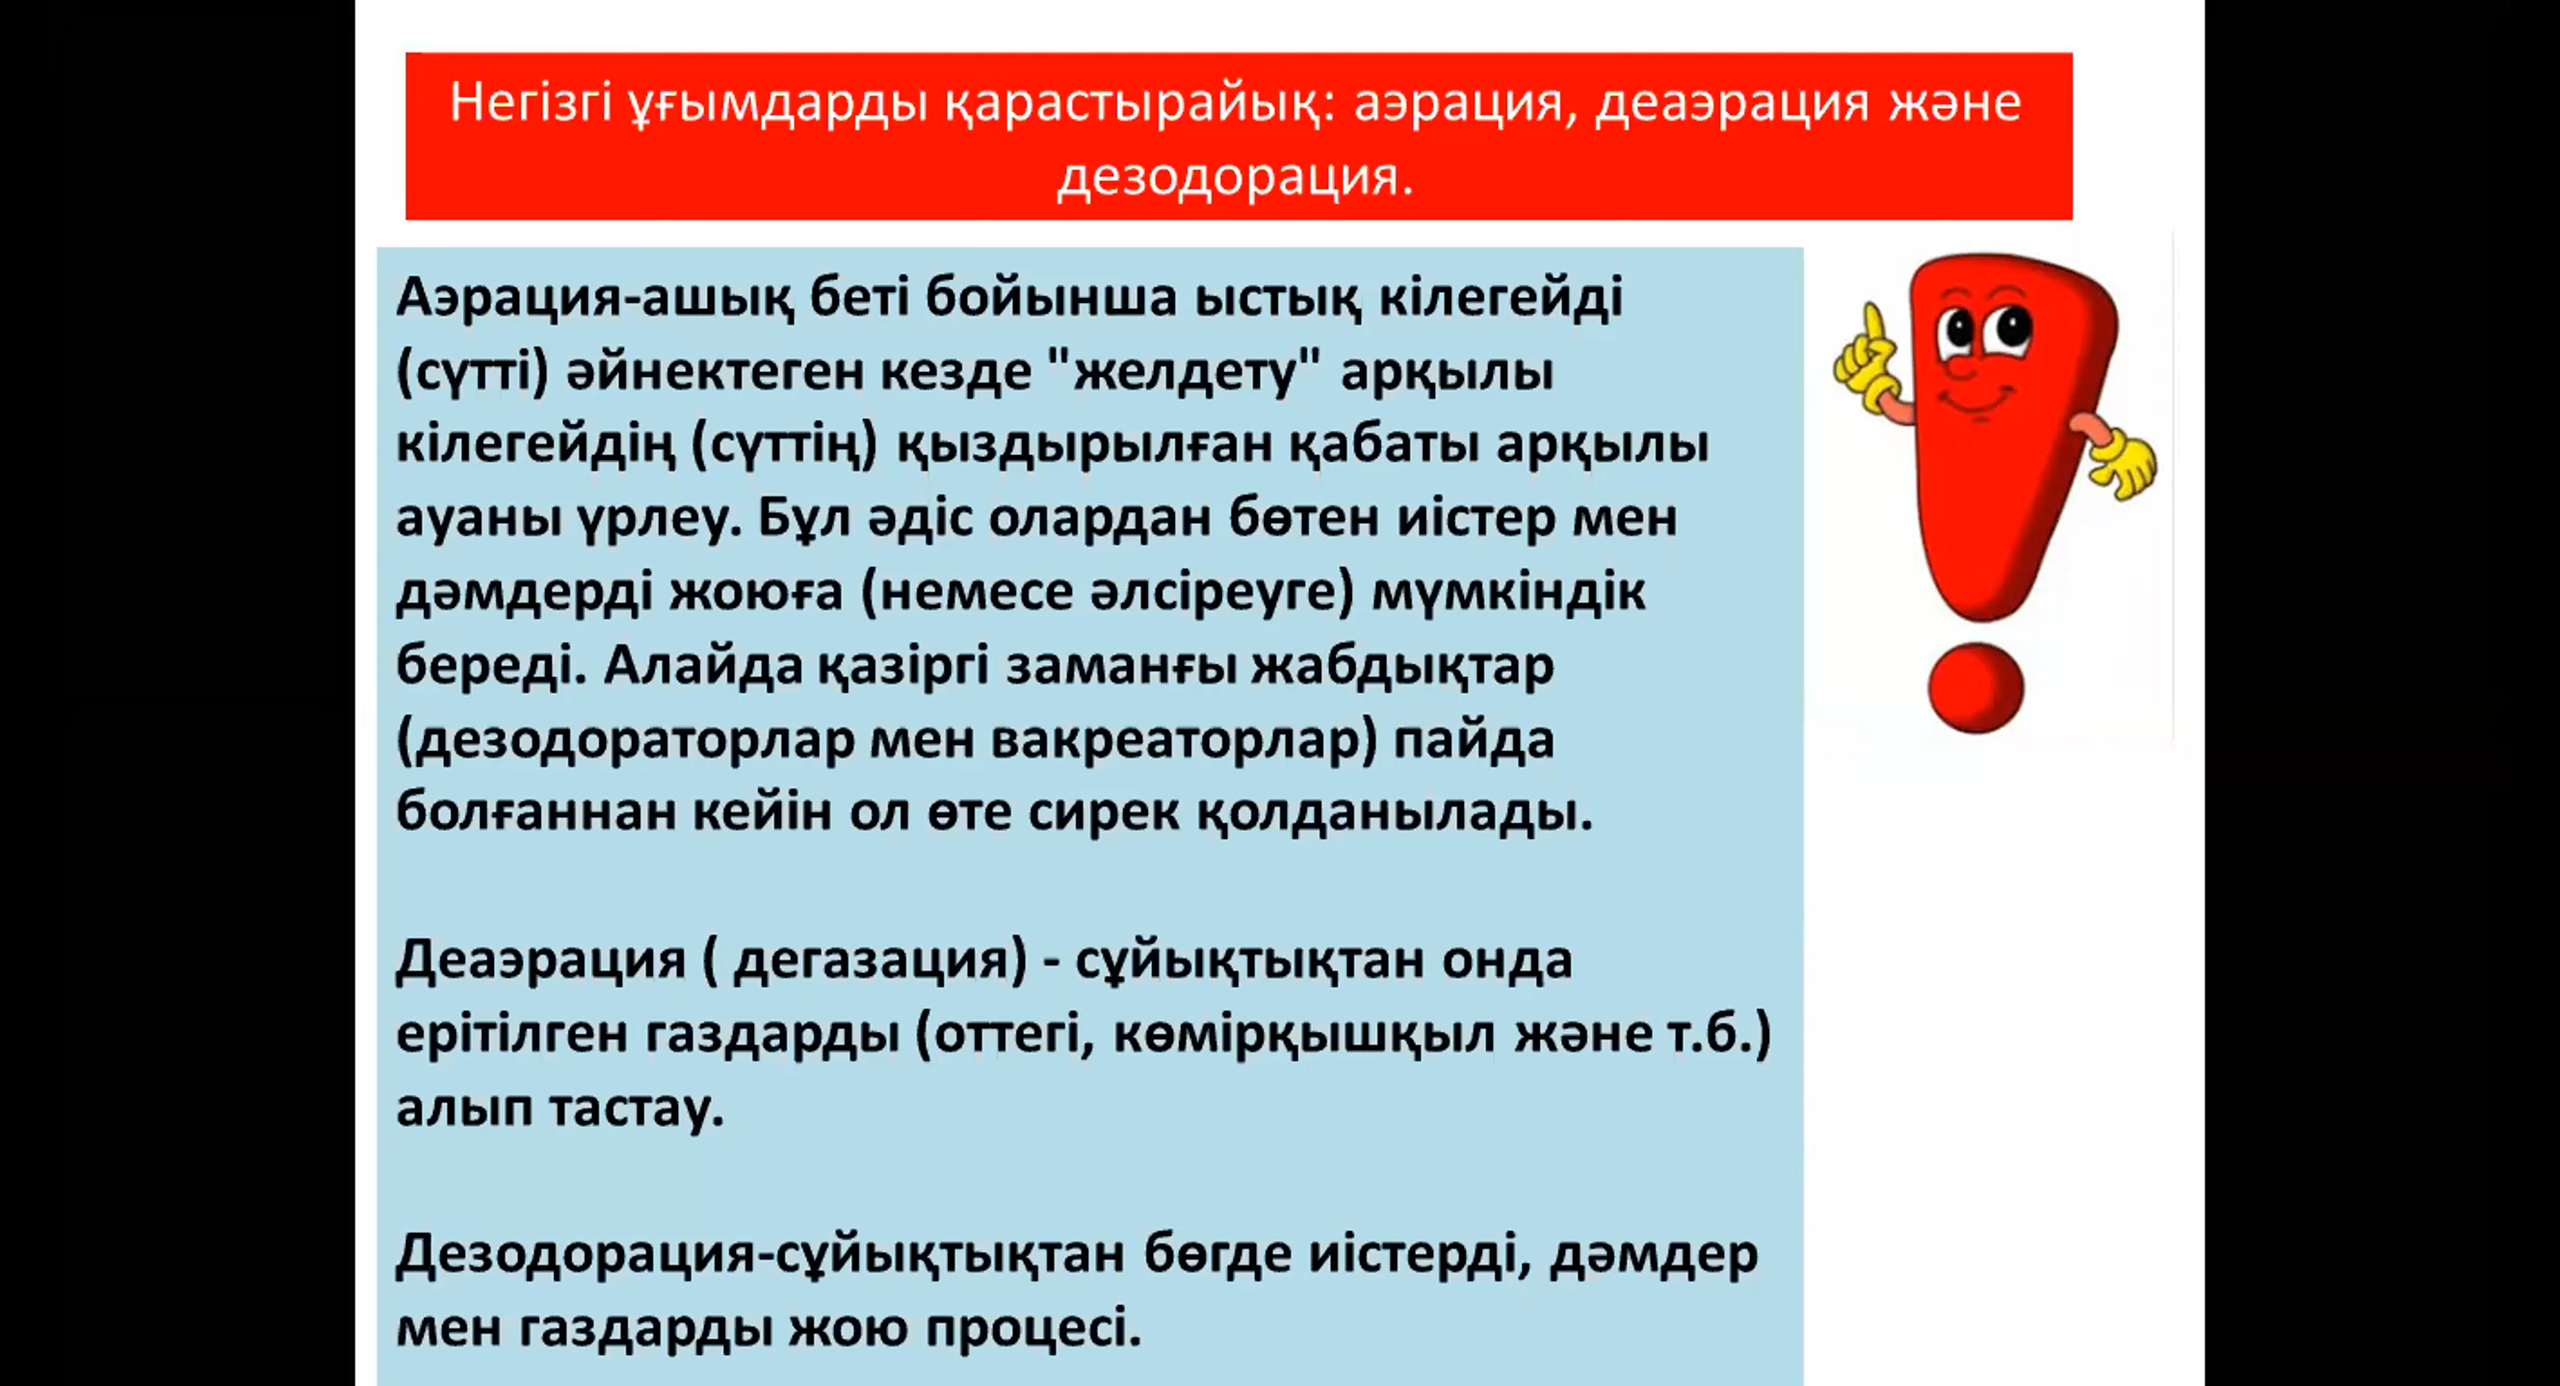 Негізгі ұғымдарды қарастырайық: аэрация, деаэрация және
дезодорация.
Аэрация-ашық беті бойынша ыстық кілегейді
(сүтті) әйнектеген кезде "желдету" арқылы
кілегейдің (сүттің) қыздырылған қабаты арқылы
ауаны үрлеу. Бұл әдіс олардан бөтен иістер мен
дәмдерді жоюға (немесе әлсіреуге) мүмкіндік
береді. Алайда қазіргі заманғы жабдықтар
(дезодораторлар мен вакреаторлар) пайда
болғаннан кейін ол өте сирек қолданылады.
Деаэрация ( дегазация) - сұйықтықтан онда
ерітілген газдарды (оттегі, көмірқышқыл және т.б.)
алып тастау.
Дезодорация-сұйықтықтан бөгде иістерді, дәмдер
мен газдарды жою процесі.